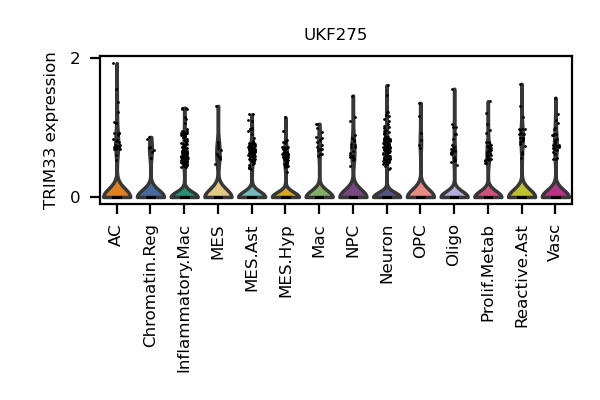 UKF275
TRIM33 expression
2
0
AC
Chromatin.Reg
Inflammatory.Mac
MES
MES.Ast
MES.Hyp
Mac
NPC
Neuron
OPC
Oligo
Prolif.Metab
Reactive.Ast
Vasc